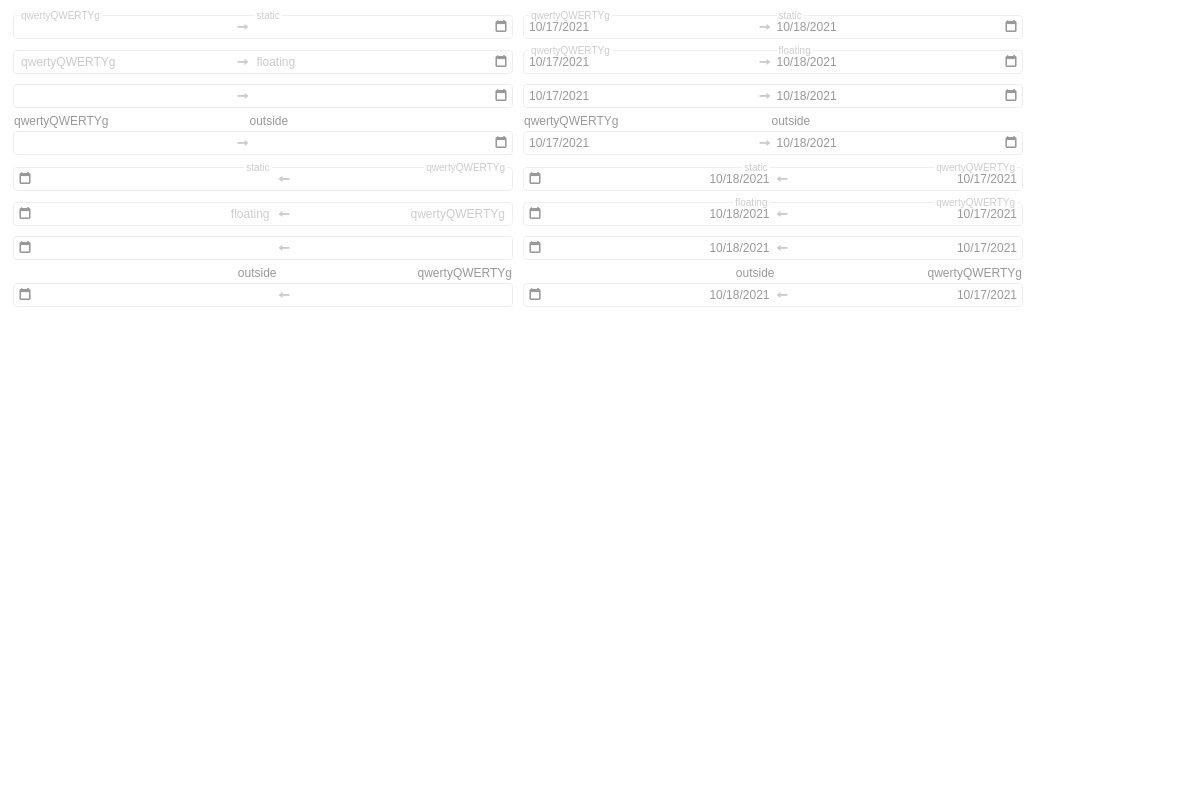 qwertyQWERTYg static qwertyQWERTYg static
10/17/2021 10/18/2021
qwertyQWERTYg floating
qwertyQWERTYg floating 10/17/2021 10/18/2021
10/17/2021 10/18/2021
qwertyQWERTYg outside qwertyQWERTYg outside
10/17/2021 10/18/2021
static qwertyQWERTYg static qwertyQWERTYg
10/18/2021 10/17/2021
floating qwertyQWERTYg
floating qwertyQWERTYg 10/18/2021 10/17/2021
10/18/2021 10/17/2021
outside qwertyQWERTYg outside qwertyQWERTYg
10/18/2021 10/17/2021